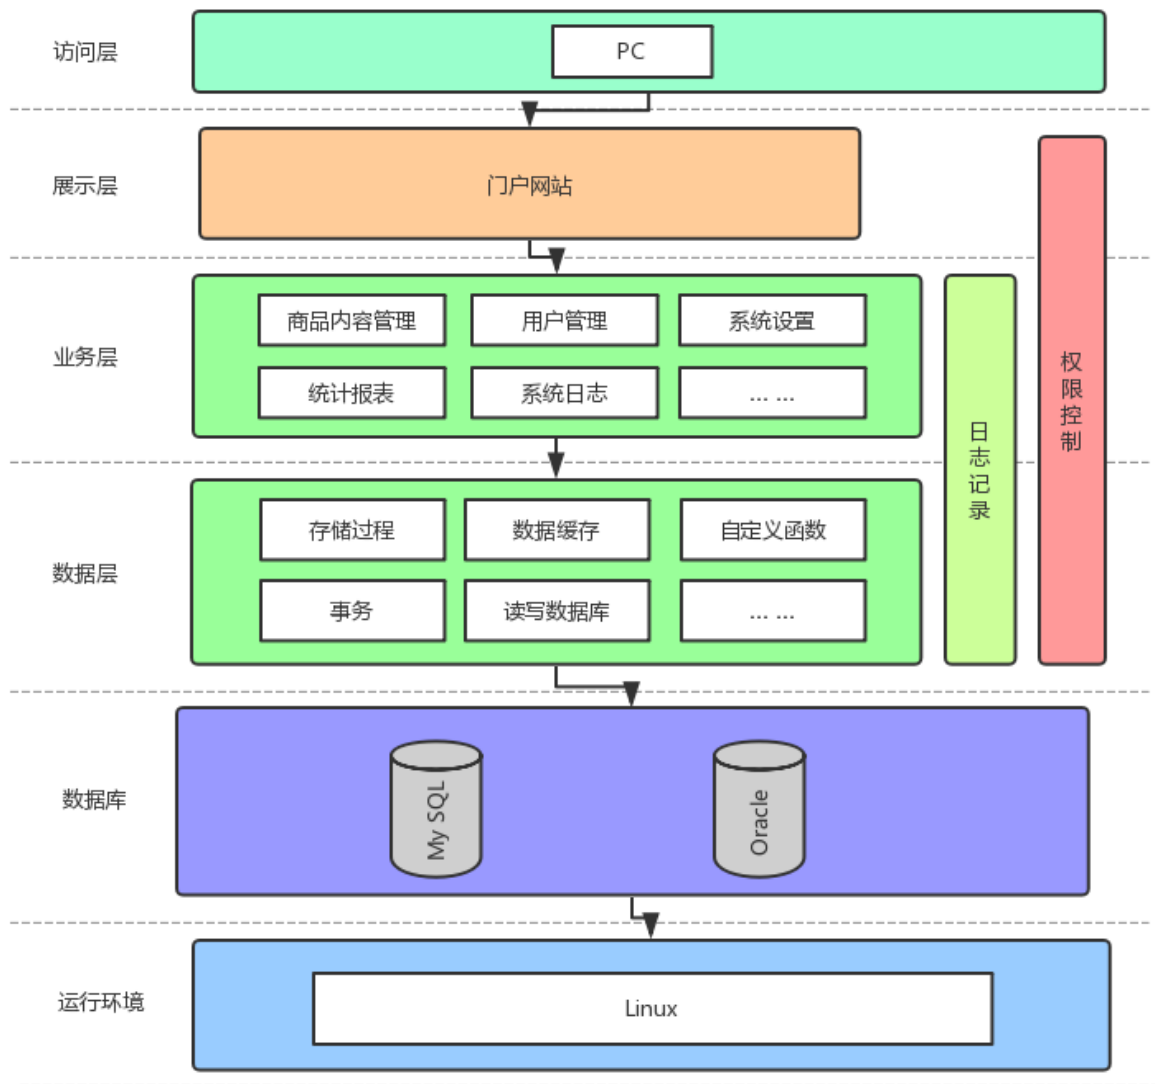 访问层
PC
展示层
门户网站
业务层
商品内容管理
用户管理
系统设置
统计报表
系统日志
... ...
日志记录
权限控制
数据层
存储过程
数据缓存
自定义函数
事务
读写数据库
... ...
数据库
My SQL
Oracle
运行环境
Linux